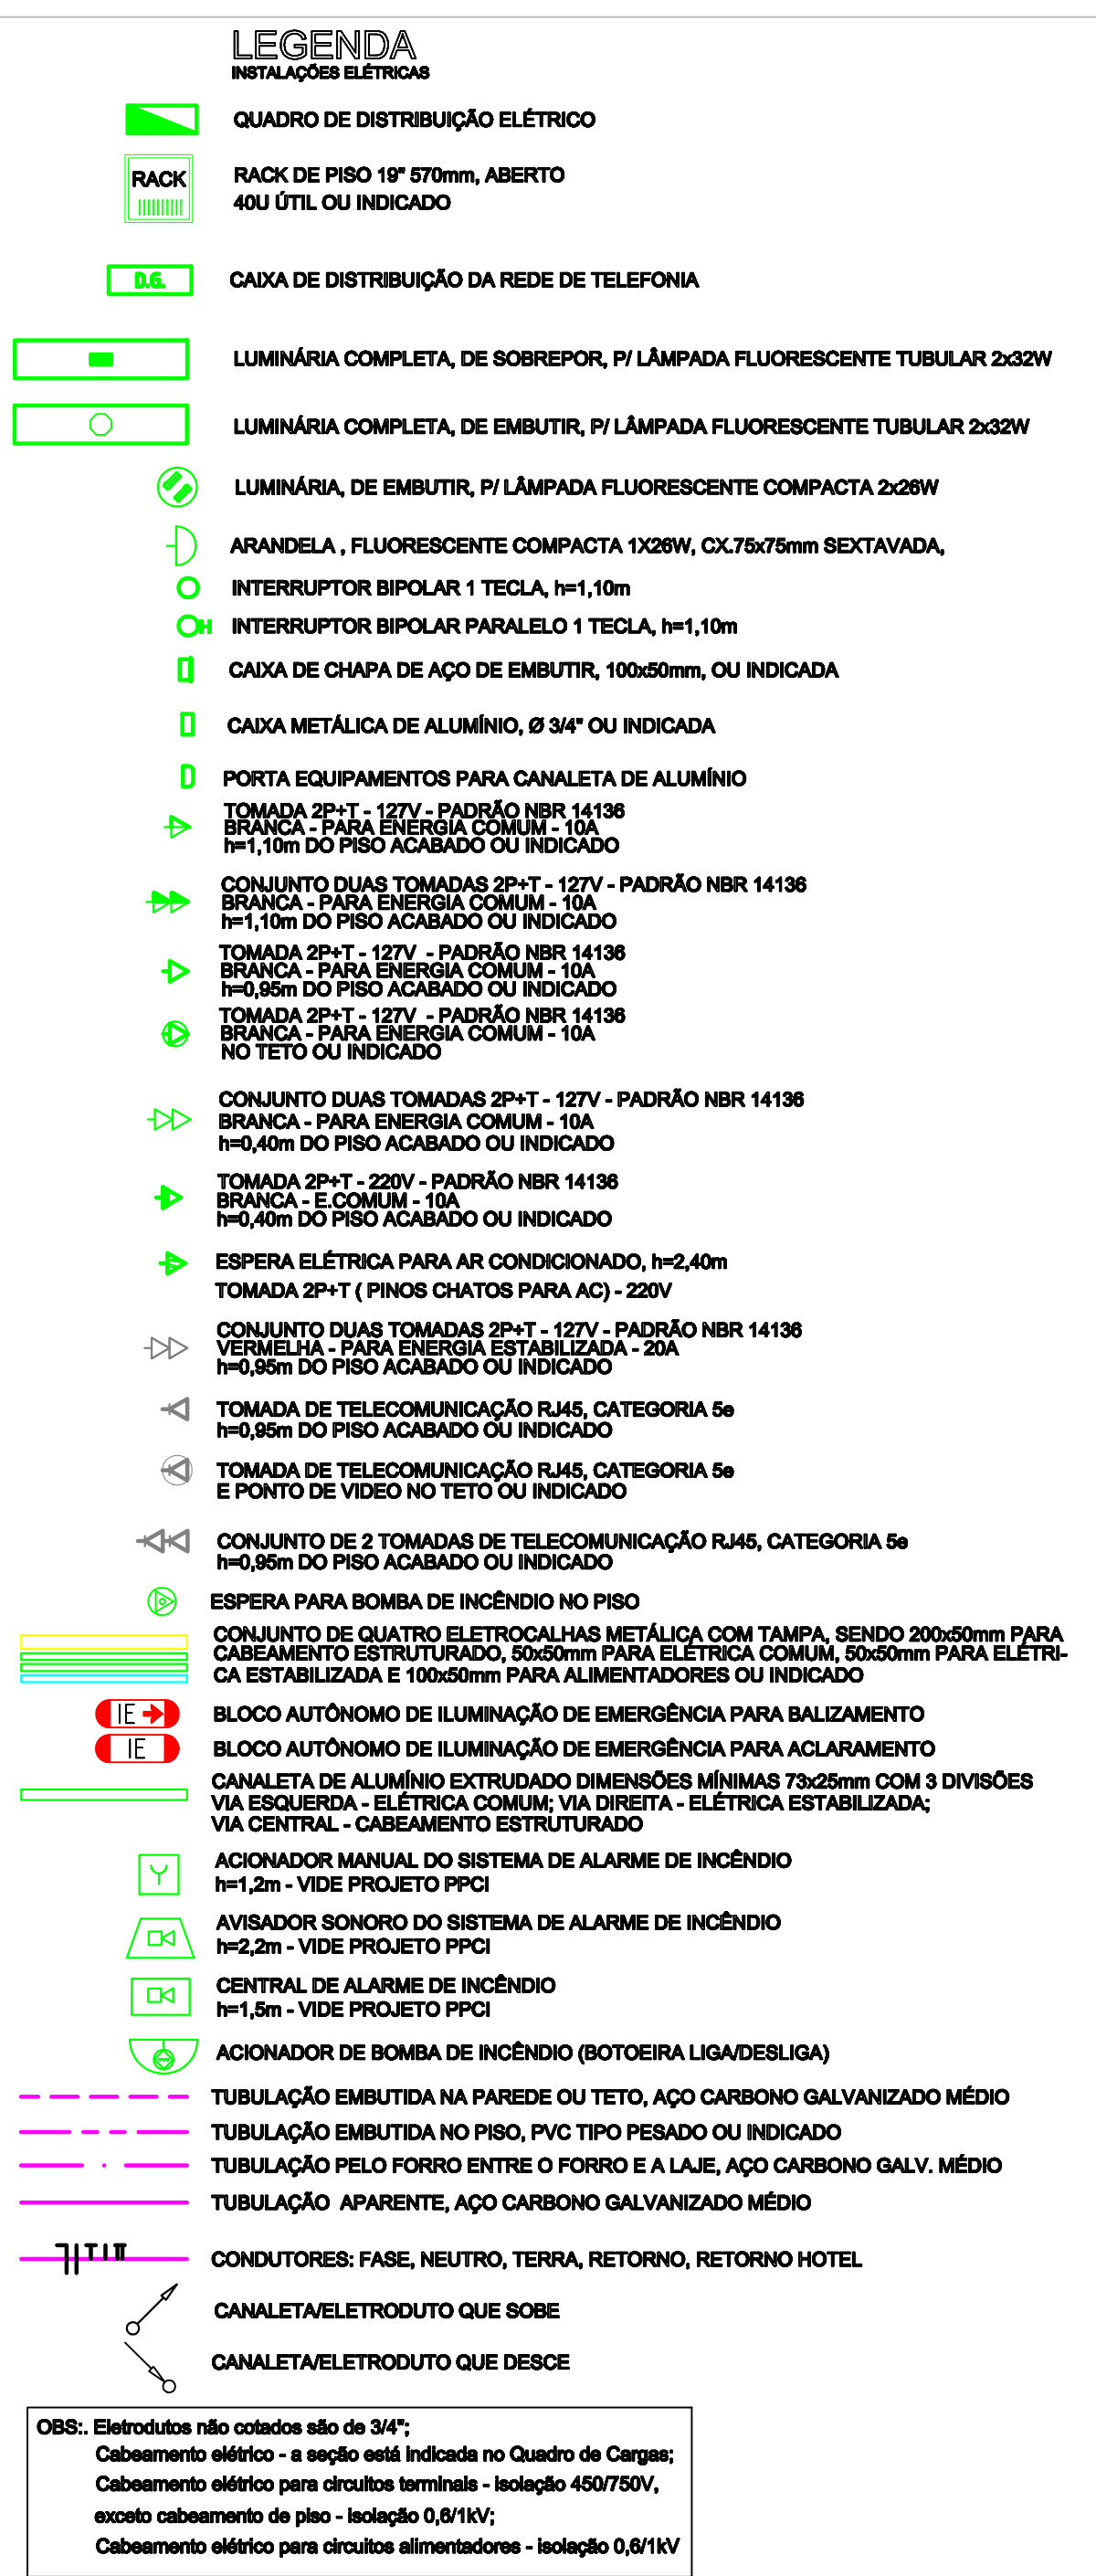 LEGENDA
INSTALAÇÕES ELÉTRICAS
QUADRO DE DISTRIBUIÇÃO ELÉTRICO
RACK
RACK DE PISO 19" 570mm, ABERTO
40U ÚTIL OU INDICADO
D.G.
CAIXA DE DISTRIBUIÇÃO DA REDE DE TELEFONIA
LUMINÁRIA COMPLETA, DE SOBREPOR, P/ LÂMPADA FLUORESCENTE TUBULAR 2x32W
LUMINÁRIA COMPLETA, DE EMBUTIR, P/ LÂMPADA FLUORESCENTE TUBULAR 2x32W
LUMINÁRIA, DE EMBUTIR, P/ LÂMPADA FLUORESCENTE COMPACTA 2x26W
ARANDELA , FLUORESCENTE COMPACTA 1X26W, CX.75x75mm SEXTAVADA,
INTERRUPTOR BIPOLAR 1 TECLA, h=1,10m
INTERRUPTOR BIPOLAR PARALELO 1 TECLA, h=1,10m
CAIXA DE CHAPA DE AÇO DE EMBUTIR, 100x50mm, OU INDICADA
CAIXA METÁLICA DE ALUMÍNIO, Ø 3/4" OU INDICADA
PORTA EQUIPAMENTOS PARA CANALETA DE ALUMÍNIO
TOMADA 2P+T - 127V - PADRÃO NBR 14136
BRANCA - PARA ENERGIA COMUM - 10A
h=1,10m DO PISO ACABADO OU INDICADO
CONJUNTO DUAS TOMADAS 2P+T - 127V - PADRÃO NBR 14136
BRANCA - PARA ENERGIA COMUM - 10A
h=1,10m DO PISO ACABADO OU INDICADO
TOMADA 2P+T - 127V - PADRÃO NBR 14136
BRANCA - PARA ENERGIA COMUM - 10A
h=0,95m DO PISO ACABADO OU INDICADO
TOMADA 2P+T - 127V - PADRÃO NBR 14136
BRANCA - PARA ENERGIA COMUM - 10A
NO TETO OU INDICADO
CONJUNTO DUAS TOMADAS 2P+T - 127V - PADRÃO NBR 14136
BRANCA - PARA ENERGIA COMUM - 10A
h=0,40m DO PISO ACABADO OU INDICADO
TOMADA 2P+T - 220V - PADRÃO NBR 14136
BRANCA - E.COMUM - 10A
h=0,40m DO PISO ACABADO OU INDICADO
ESPERA ELÉTRICA PARA AR CONDICIONADO, h=2,40m
TOMADA 2P+T ( PINOS CHATOS PARA AC) - 220V
CONJUNTO DUAS TOMADAS 2P+T - 127V - PADRÃO NBR 14136
VERMELHA - PARA ENERGIA ESTABILIZADA - 20A
h=0,95m DO PISO ACABADO OU INDICADO
TOMADA DE TELECOMUNICAÇÃO RJ45, CATEGORIA 5e
h=0,95m DO PISO ACABADO OU INDICADO
TOMADA DE TELECOMUNICAÇÃO RJ45, CATEGORIA 5e
E PONTO DE VIDEO NO TETO OU INDICADO
CONJUNTO DE 2 TOMADAS DE TELECOMUNICAÇÃO RJ45, CATEGORIA 5e
h=0,95m DO PISO ACABADO OU INDICADO
ESPERA PARA BOMBA DE INCÊNDIO NO PISO
CONJUNTO DE QUATRO ELETROCALHAS METÁLICA COM TAMPA, SENDO 200x50mm PARA
CABEAMENTO ESTRUTURADO, 50x50mm PARA ELÉTRICA COMUM, 50x50mm PARA ELÉTRI-
CA ESTABILIZADA E 100x50mm PARA ALIMENTADORES OU INDICADO
IE
BLOCO AUTÔNOMO DE ILUMINAÇÃO DE EMERGÊNCIA PARA BALIZAMENTO
IE
BLOCO AUTÔNOMO DE ILUMINAÇÃO DE EMERGÊNCIA PARA ACLARAMENTO
CANALETA DE ALUMÍNIO EXTRUDADO DIMENSÕES MÍNIMAS 73x25mm COM 3 DIVISÕES
VIA ESQUERDA - ELÉTRICA COMUM; VIA DIREITA - ELÉTRICA ESTABILIZADA;
VIA CENTRAL - CABEAMENTO ESTRUTURADO
ACIONADOR MANUAL DO SISTEMA DE ALARME DE INCÊNDIO
h=1,2m - VIDE PROJETO PPCI
AVISADOR SONORO DO SISTEMA DE ALARME DE INCÊNDIO
h=2,2m - VIDE PROJETO PPCI
CENTRAL DE ALARME DE INCÊNDIO
h=1,5m - VIDE PROJETO PPCI
ACIONADOR DE BOMBA DE INCÊNDIO (BOTOEIRA LIGA/DESLIGA)
TUBULAÇÃO EMBUTIDA NA PAREDE OU TETO, AÇO CARBONO GALVANIZADO MÉDIO
TUBULAÇÃO EMBUTIDA NO PISO, PVC TIPO PESADO OU INDICADO
TUBULAÇÃO PELO FORRO ENTRE O FORRO E A LAJE, AÇO CARBONO GALV. MÉDIO
TUBULAÇÃO APARENTE, AÇO CARBONO GALVANIZADO MÉDIO
CONDUTORES: FASE, NEUTRO, TERRA, RETORNO, RETORNO HOTEL
CANALETA/ELETRODUTO QUE SOBE
CANALETA/ELETRODUTO QUE DESCE
OBS:. Eletrodutos não cotados são de 3/4";
Cabeamento elétrico - a seção está indicada no Quadro de Cargas;
Cabeamento elétrico para circuitos terminais - isolação 450/750V,
exceto cabeamento de piso - isolação 0,6/1kV;
Cabeamento elétrico para circuitos alimentadores - isolação 0,6/1kV